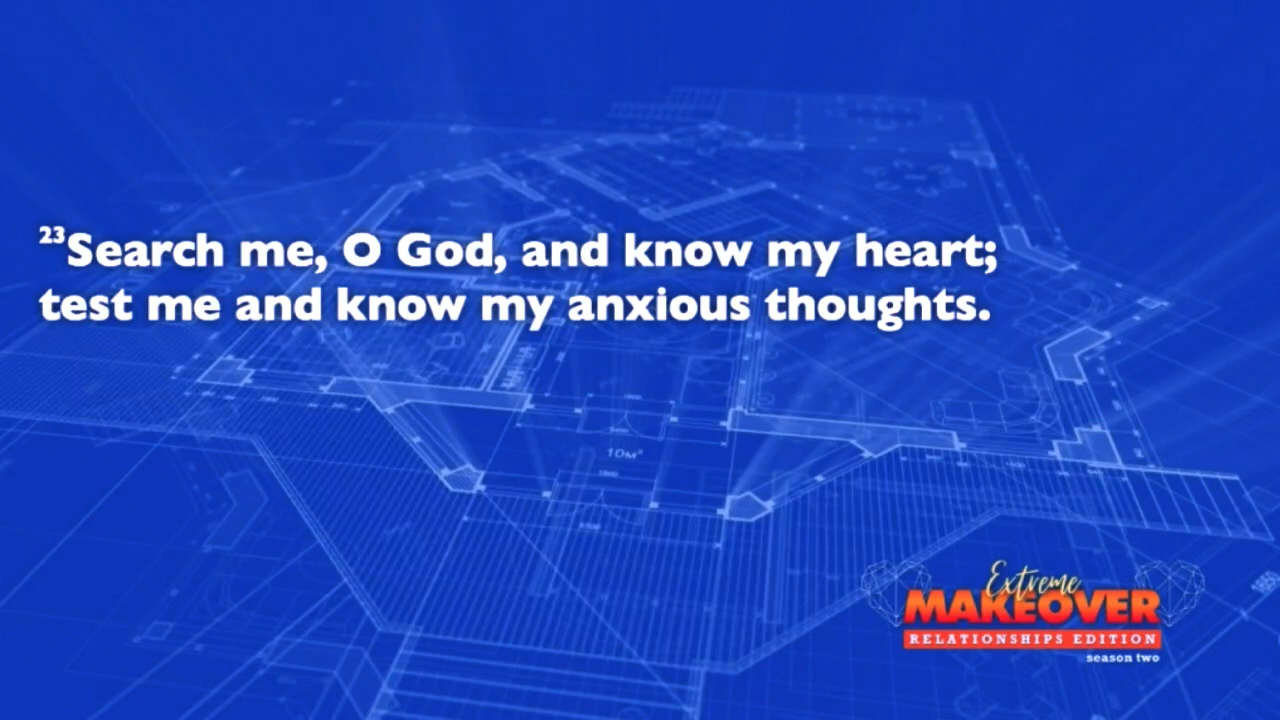 ²³Search me, O God, and know my heart;
test me and know my anxious thoughts.
10м²
Extreme
MAKEOVER
RELATIONSHIPS EDITION
season two